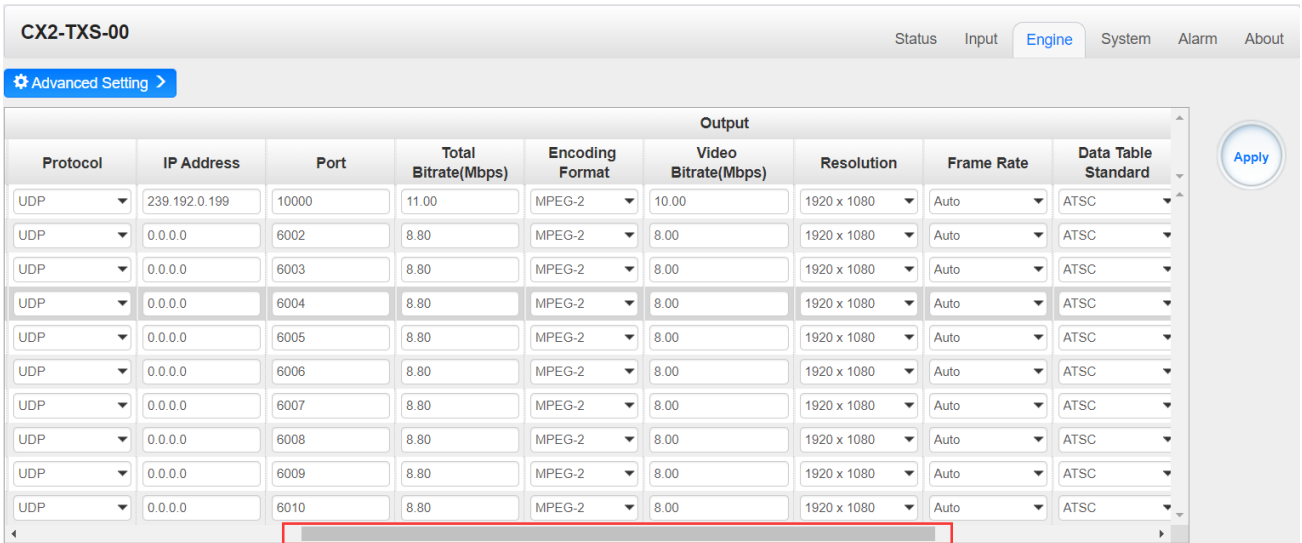 CX2-TXS-00
Status Input Engine System Alarm About
Advanced Setting >
Output
Protocol IP Address Port Total Bitrate(Mbps) Encoding Format Video Bitrate(Mbps) Resolution Frame Rate Data Table Standard
Apply
UDP 239.192.0.199 10000 11.00 MPEG-2 10.00 1920 x 1080 Auto ATSC
UDP 0.0.0.0 6002 8.80 MPEG-2 8.00 1920 x 1080 Auto ATSC
UDP 0.0.0.0 6003 8.80 MPEG-2 8.00 1920 x 1080 Auto ATSC
UDP 0.0.0.0 6004 8.80 MPEG-2 8.00 1920 x 1080 Auto ATSC
UDP 0.0.0.0 6005 8.80 MPEG-2 8.00 1920 x 1080 Auto ATSC
UDP 0.0.0.0 6006 8.80 MPEG-2 8.00 1920 x 1080 Auto ATSC
UDP 0.0.0.0 6007 8.80 MPEG-2 8.00 1920 x 1080 Auto ATSC
UDP 0.0.0.0 6008 8.80 MPEG-2 8.00 1920 x 1080 Auto ATSC
UDP 0.0.0.0 6009 8.80 MPEG-2 8.00 1920 x 1080 Auto ATSC
UDP 0.0.0.0 6010 8.80 MPEG-2 8.00 1920 x 1080 Auto ATSC